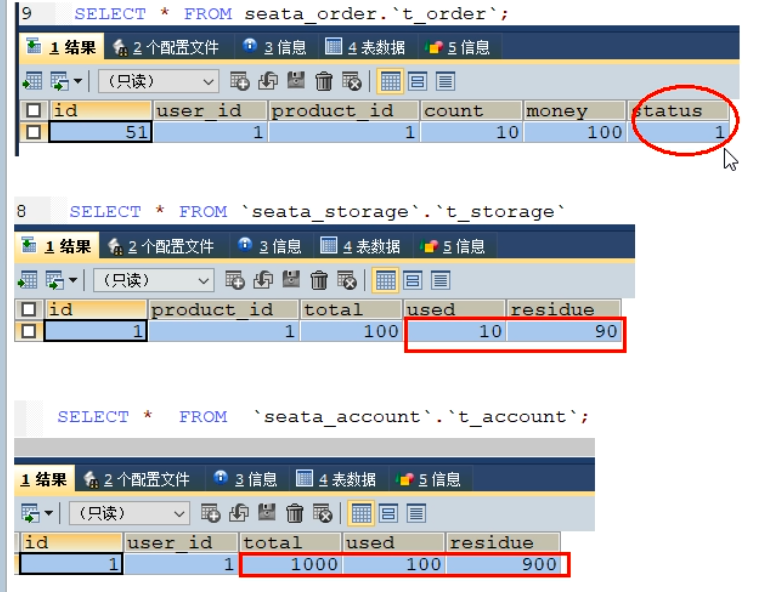 9 SELECT * FROM seata_order.`t_order`;
1 结果 2 个配置文件 3 信息 4 表数据 5 信息
（只读）
id user_id product_id count money status
51 1 1 10 100 1
8 SELECT * FROM `seata_storage`.`t_storage`
1 结果 2 个配置文件 3 信息 4 表数据 5 信息
（只读）
id product_id total used residue
1 1 100 10 90
SELECT * FROM `seata_account`.`t_account`;
1 结果 2 个配置文件 3 信息 4 表数据 5 信息
（只读）
id user_id total used residue
1 1 1000 100 900